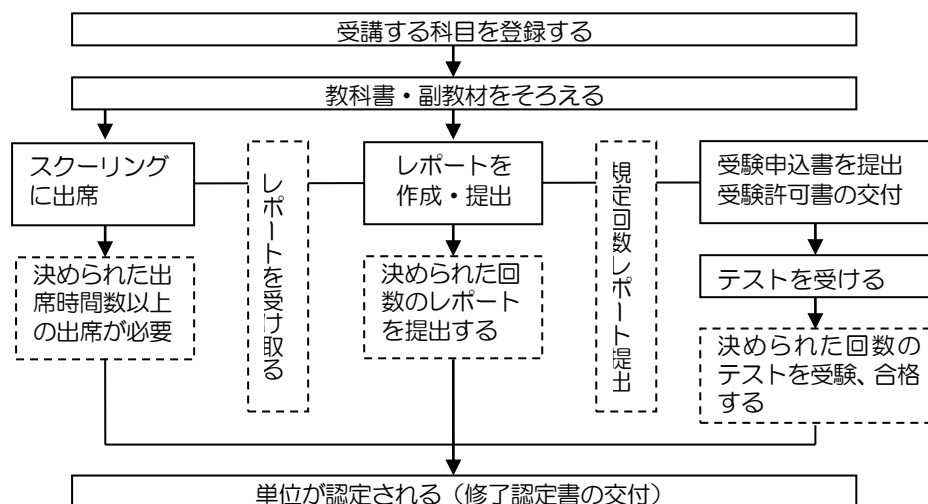 受講する科目を登録する
教科書・副教材をそろえる
スクーリング
に出席
レポートを受け取る
レポートを
作成・提出
規定回数レポート提出
受験申込書を提出
受験許可書の交付
決められた出
席時間数以上
の出席が必要
決められた回
数のレポート
を提出する
テストを受ける
決められた回数の
テストを受験、合格
する
単位が認定される（修了認定書の交付）